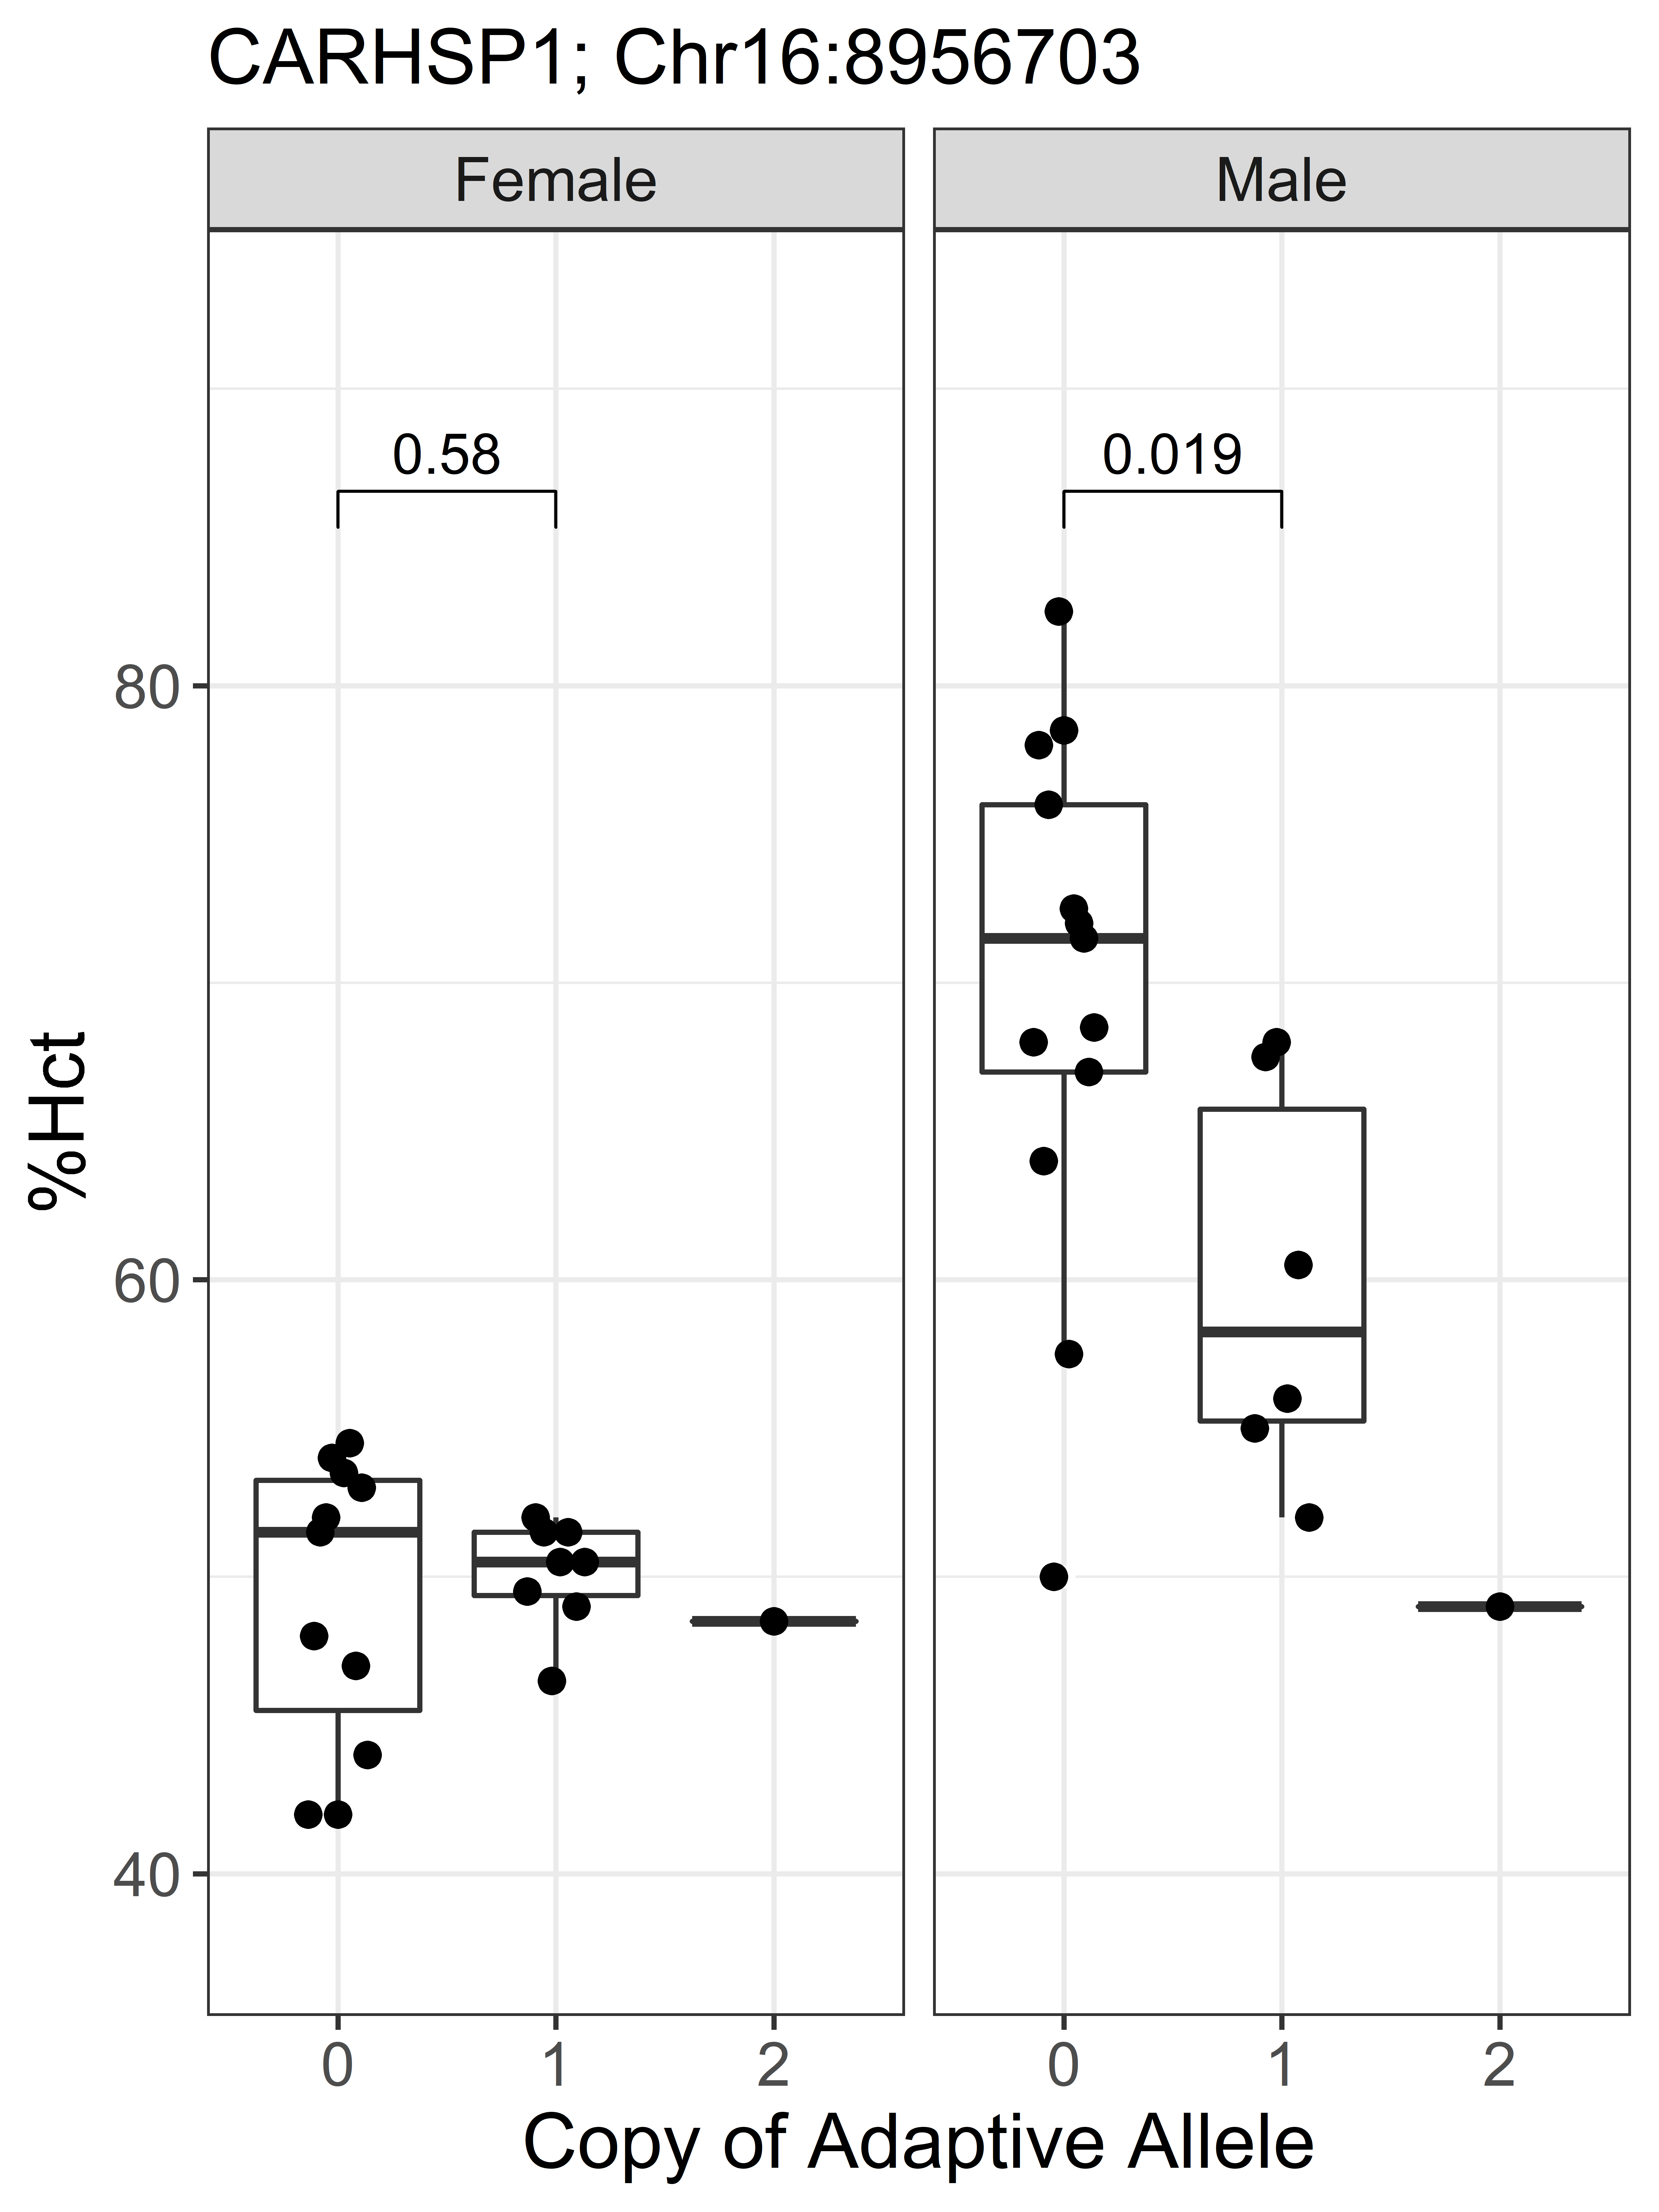 CARHSP1; Chr16:8956703
Female
Male
0.58
0.019
80
60
40
%Hct
0 1 2
0 1 2
Copy of Adaptive Allele